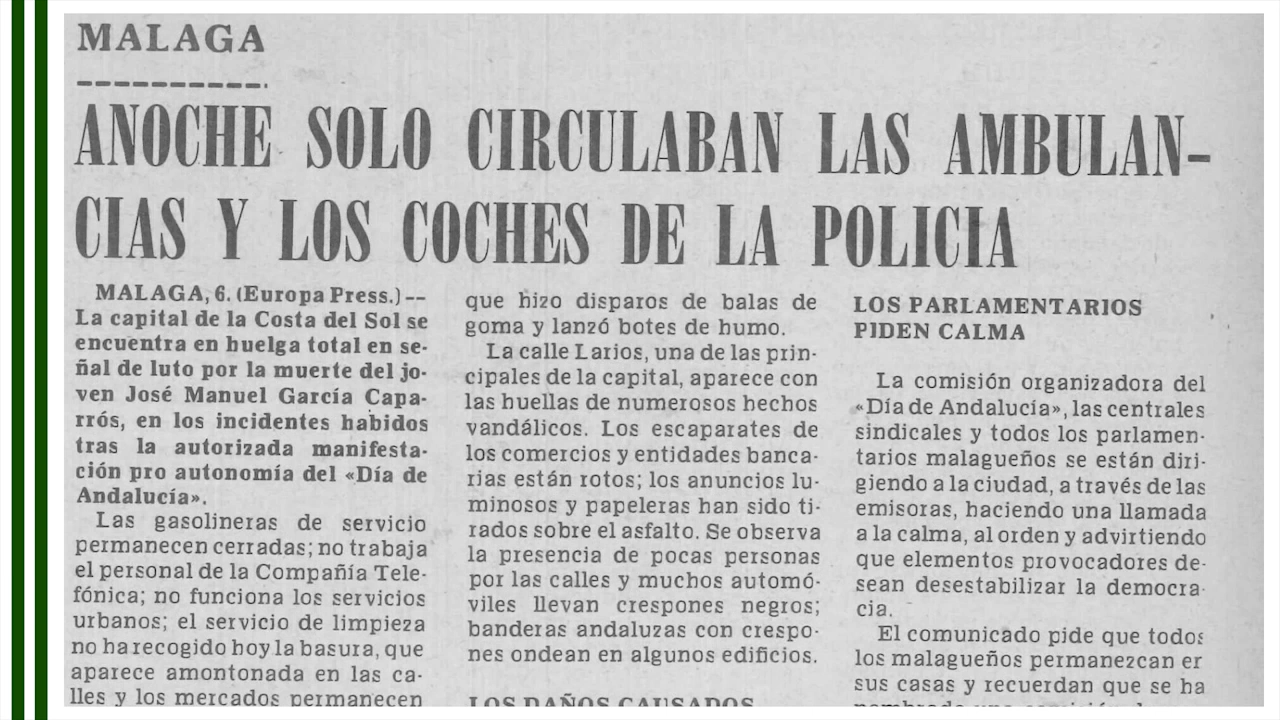 MALAGA
ANOCHE SOLO CIRCULABAN LAS AMBULAN-
CIAS Y LOS COCHES DE LA POLICIA
MALAGA, 6. (Europa Press.) --
La capital de la Costa del Sol se
encuentra en huelga total en se-
ñal de luto por la muerte del jo-
ven José Manuel García Capa-
rrós, en los incidentes habidos
tras la autorizada manifesta-
ción pro autonomía del «Día de
Andalucía».
Las gasolineras de servicio
permanecen cerradas; no trabaja
el personal de la Compañía Tele-
fónica; no funciona los servicios
urbanos; el servicio de limpieza
no ha recogido hoy la basura, que
aparece amontonada en las ca-
lles y los mercados permanecen
que hizo disparos de balas de
goma y lanzó botes de humo.
La calle Larios, una de las prin-
cipales de la capital, aparece con
las huellas de numerosos hechos
vandálicos. Los escaparates de
los comercios y entidades banca-
rias están rotos; los anuncios lu-
minosos y papeleras han sido ti-
rados sobre el asfalto. Se observa
la presencia de pocas personas
por las calles y muchos automó-
viles llevan crespones negros;
banderas andaluzas con crespo-
nes ondean en algunos edificios.
LOS DAÑOS CAUSADOS
LOS PARLAMENTARIOS
PIDEN CALMA
La comisión organizadora del
«Día de Andalucía», las centrales
sindicales y todos los parlamen-
tarios malagueños se están diri-
giendo a la ciudad, a través de las
emisoras, haciendo una llamada
a la calma, al orden y advirtiendo
que elementos provocadores de-
sean desestabilizar la democra-
cia.
El comunicado pide que todos
los malagueños permanezcan er
sus casas y recuerdan que se ha